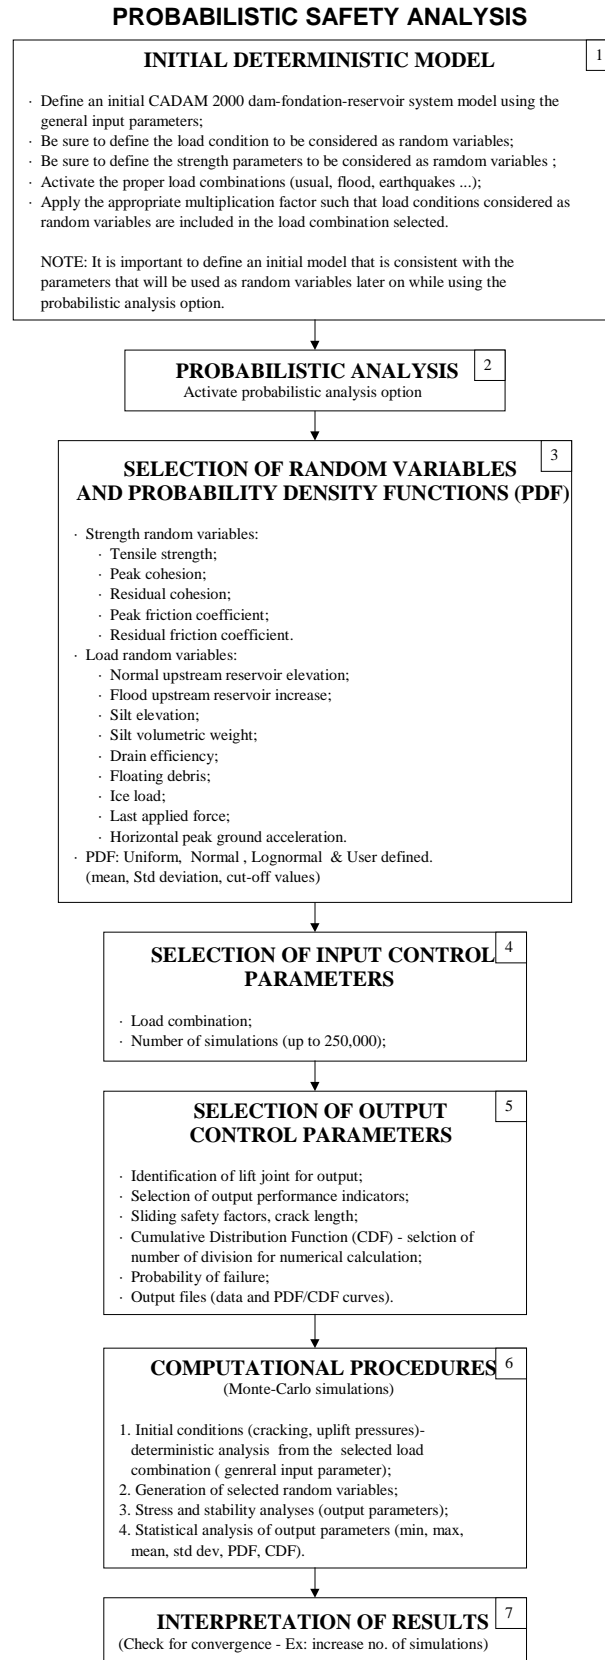 PROBABILISTIC SAFETY ANALYSIS
INITIAL DETERMINISTIC MODEL
1
· Define an initial CADAM 2000 dam-fondation-reservoir system model using the
general input parameters;
· Be sure to define the load condition to be considered as random variables;
· Be sure to define the strength parameters to be considered as ramdom variables ;
· Activate the proper load combinations (usual, flood, earthquakes ...);
· Apply the appropriate multiplication factor such that load conditions considered as
random variables are included in the load combination selected.
NOTE: It is important to define an initial model that is consistent with the
parameters that will be used as random variables later on while using the
probabilistic analysis option.
PROBABILISTIC ANALYSIS
2
Activate probabilistic analysis option
3
SELECTION OF RANDOM VARIABLES
AND PROBABILITY DENSITY FUNCTIONS (PDF)
· Strength random variables:
· Tensile strength;
· Peak cohesion;
· Residual cohesion;
· Peak friction coefficient;
· Residual friction coefficient.
· Load random variables:
· Normal upstream reservoir elevation;
· Flood upstream reservoir increase;
· Silt elevation;
· Silt volumetric weight;
· Drain efficiency;
· Floating debris;
· Ice load;
· Last applied force;
· Horizontal peak ground acceleration.
· PDF: Uniform, Normal , Lognormal & User defined.
(mean, Std deviation, cut-off values)
4
SELECTION OF INPUT CONTROL
PARAMETERS
· Load combination;
· Number of simulations (up to 250,000);
5
SELECTION OF OUTPUT
CONTROL PARAMETERS
· Identification of lift joint for output;
· Selection of output performance indicators;
· Sliding safety factors, crack length;
· Cumulative Distribution Function (CDF) - selction of
number of division for numerical calculation;
· Probability of failure;
· Output files (data and PDF/CDF curves).
6
COMPUTATIONAL PROCEDURES
(Monte-Carlo simulations)
1. Initial conditions (cracking, uplift pressures)-
deterministic analysis from the selected load
combination ( genreral input parameter);
2. Generation of selected random variables;
3. Stress and stability analyses (output parameters);
4. Statistical analysis of output parameters (min, max,
mean, std dev, PDF, CDF).
7
INTERPRETATION OF RESULTS
(Check for convergence - Ex: increase no. of simulations)